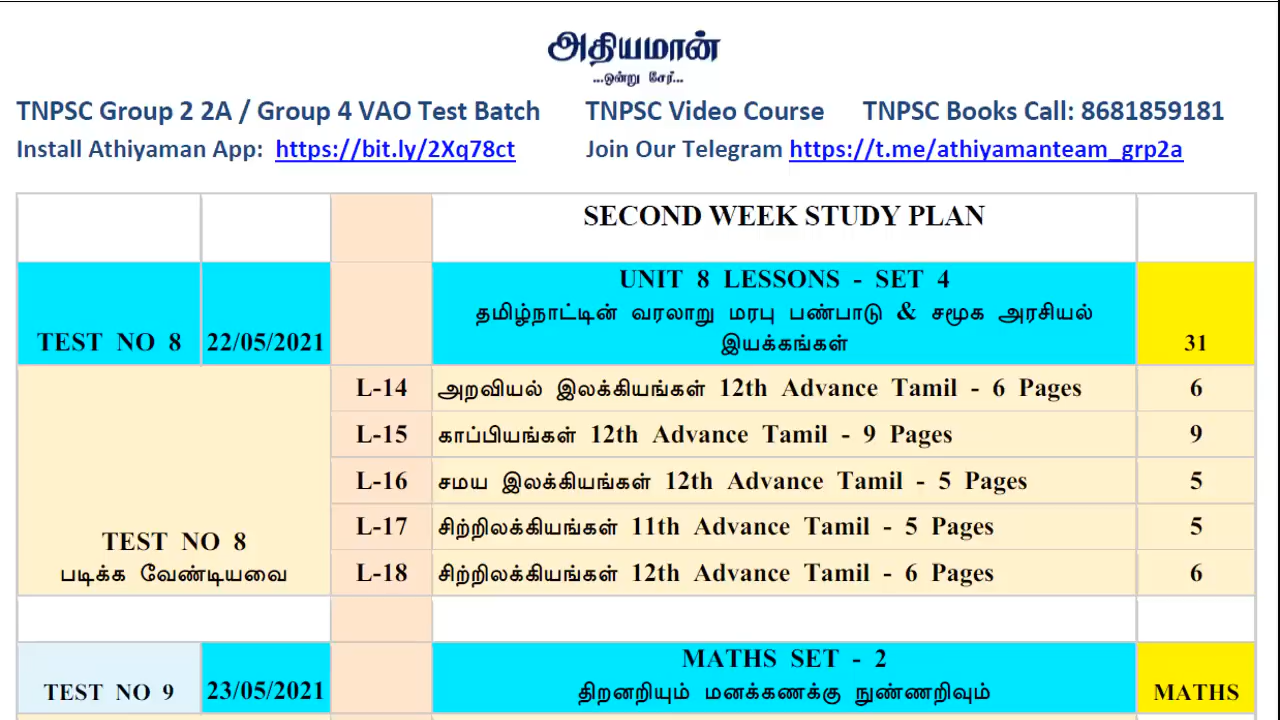 அதியமான்
...ஒன்று சேர்...
TNPSC Group 2 2A / Group 4 VAO Test Batch TNPSC Video Course TNPSC Books Call: 8681859181
Install Athiyaman App: https://bit.ly/2Xq78ct Join Our Telegram https://t.me/athiyamanteam_grp2a
SECOND WEEK STUDY PLAN
UNIT 8 LESSONS - SET 4
தமிழ்நாட்டின் வரலாறு மரபு பண்பாடு & சமூக அரசியல்
இயக்கங்கள்
TEST NO 8 22/05/2021 31
L-14 அறவியல் இலக்கியங்கள் 12th Advance Tamil - 6 Pages 6
L-15 காப்பியங்கள் 12th Advance Tamil - 9 Pages 9
L-16 சமய இலக்கியங்கள் 12th Advance Tamil - 5 Pages 5
L-17 சிற்றிலக்கியங்கள் 11th Advance Tamil - 5 Pages 5
TEST NO 8
படிக்க வேண்டியவை L-18 சிற்றிலக்கியங்கள் 12th Advance Tamil - 6 Pages 6
MATHS SET - 2
TEST NO 9 23/05/2021 திறனறியும் மனக்கணக்கு நுண்ணறிவும் MATHS